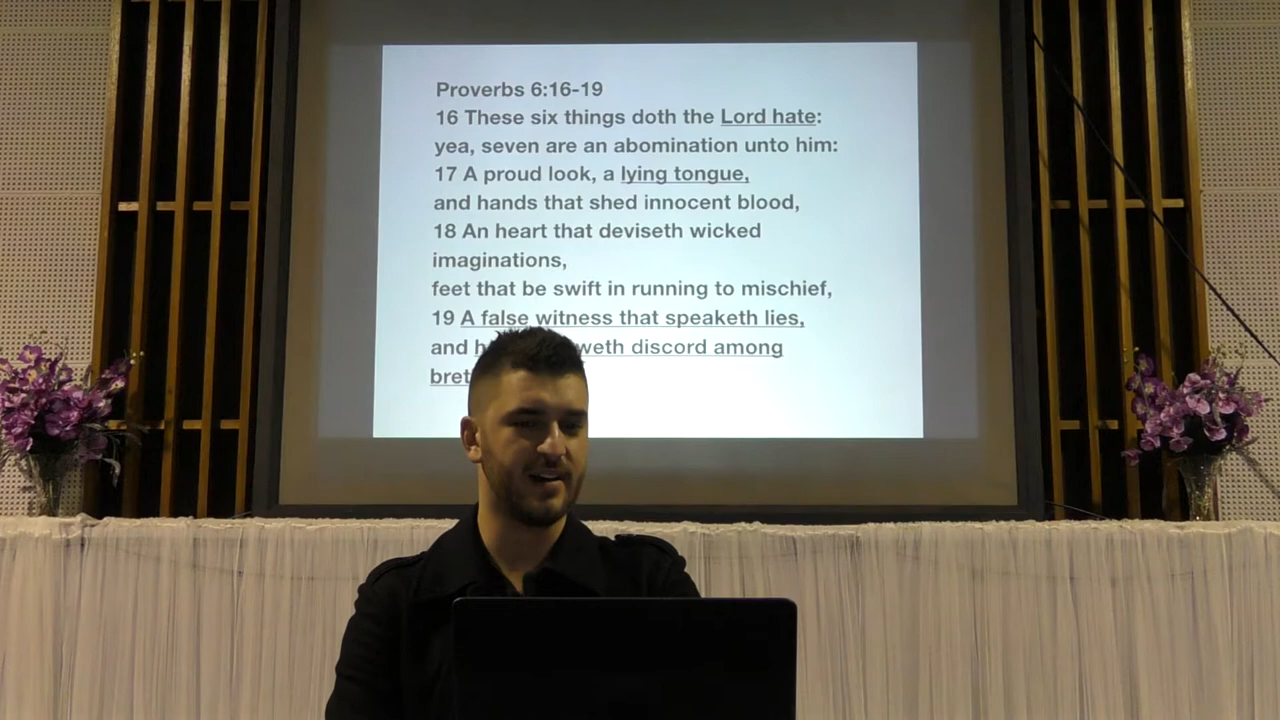 Proverbs 6:16-19
16 These six things doth the Lord hate:
yea, seven are an abomination unto him:
17 A proud look, a lying tongue,
and hands that shed innocent blood,
18 An heart that deviseth wicked
imaginations,
feet that be swift in running to mischief,
19 A false witness that speaketh lies,
and discord among